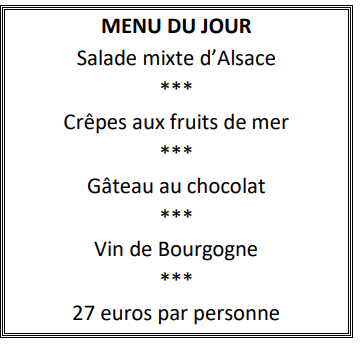 MENU DU JOUR
Salade mixte d’Alsace
***
Crêpes aux fruits de mer
***
Gâteau au chocolat
***
Vin de Bourgogne
***
27 euros par personne